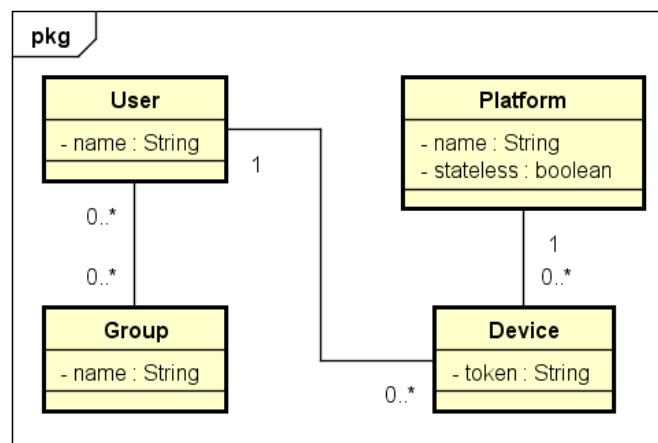 pkg
User
- name : String
Platform
- name : String
- stateless : boolean
1
0..*
1
0..*
0..*
Group
- name : String
Device
- token : String
0..*